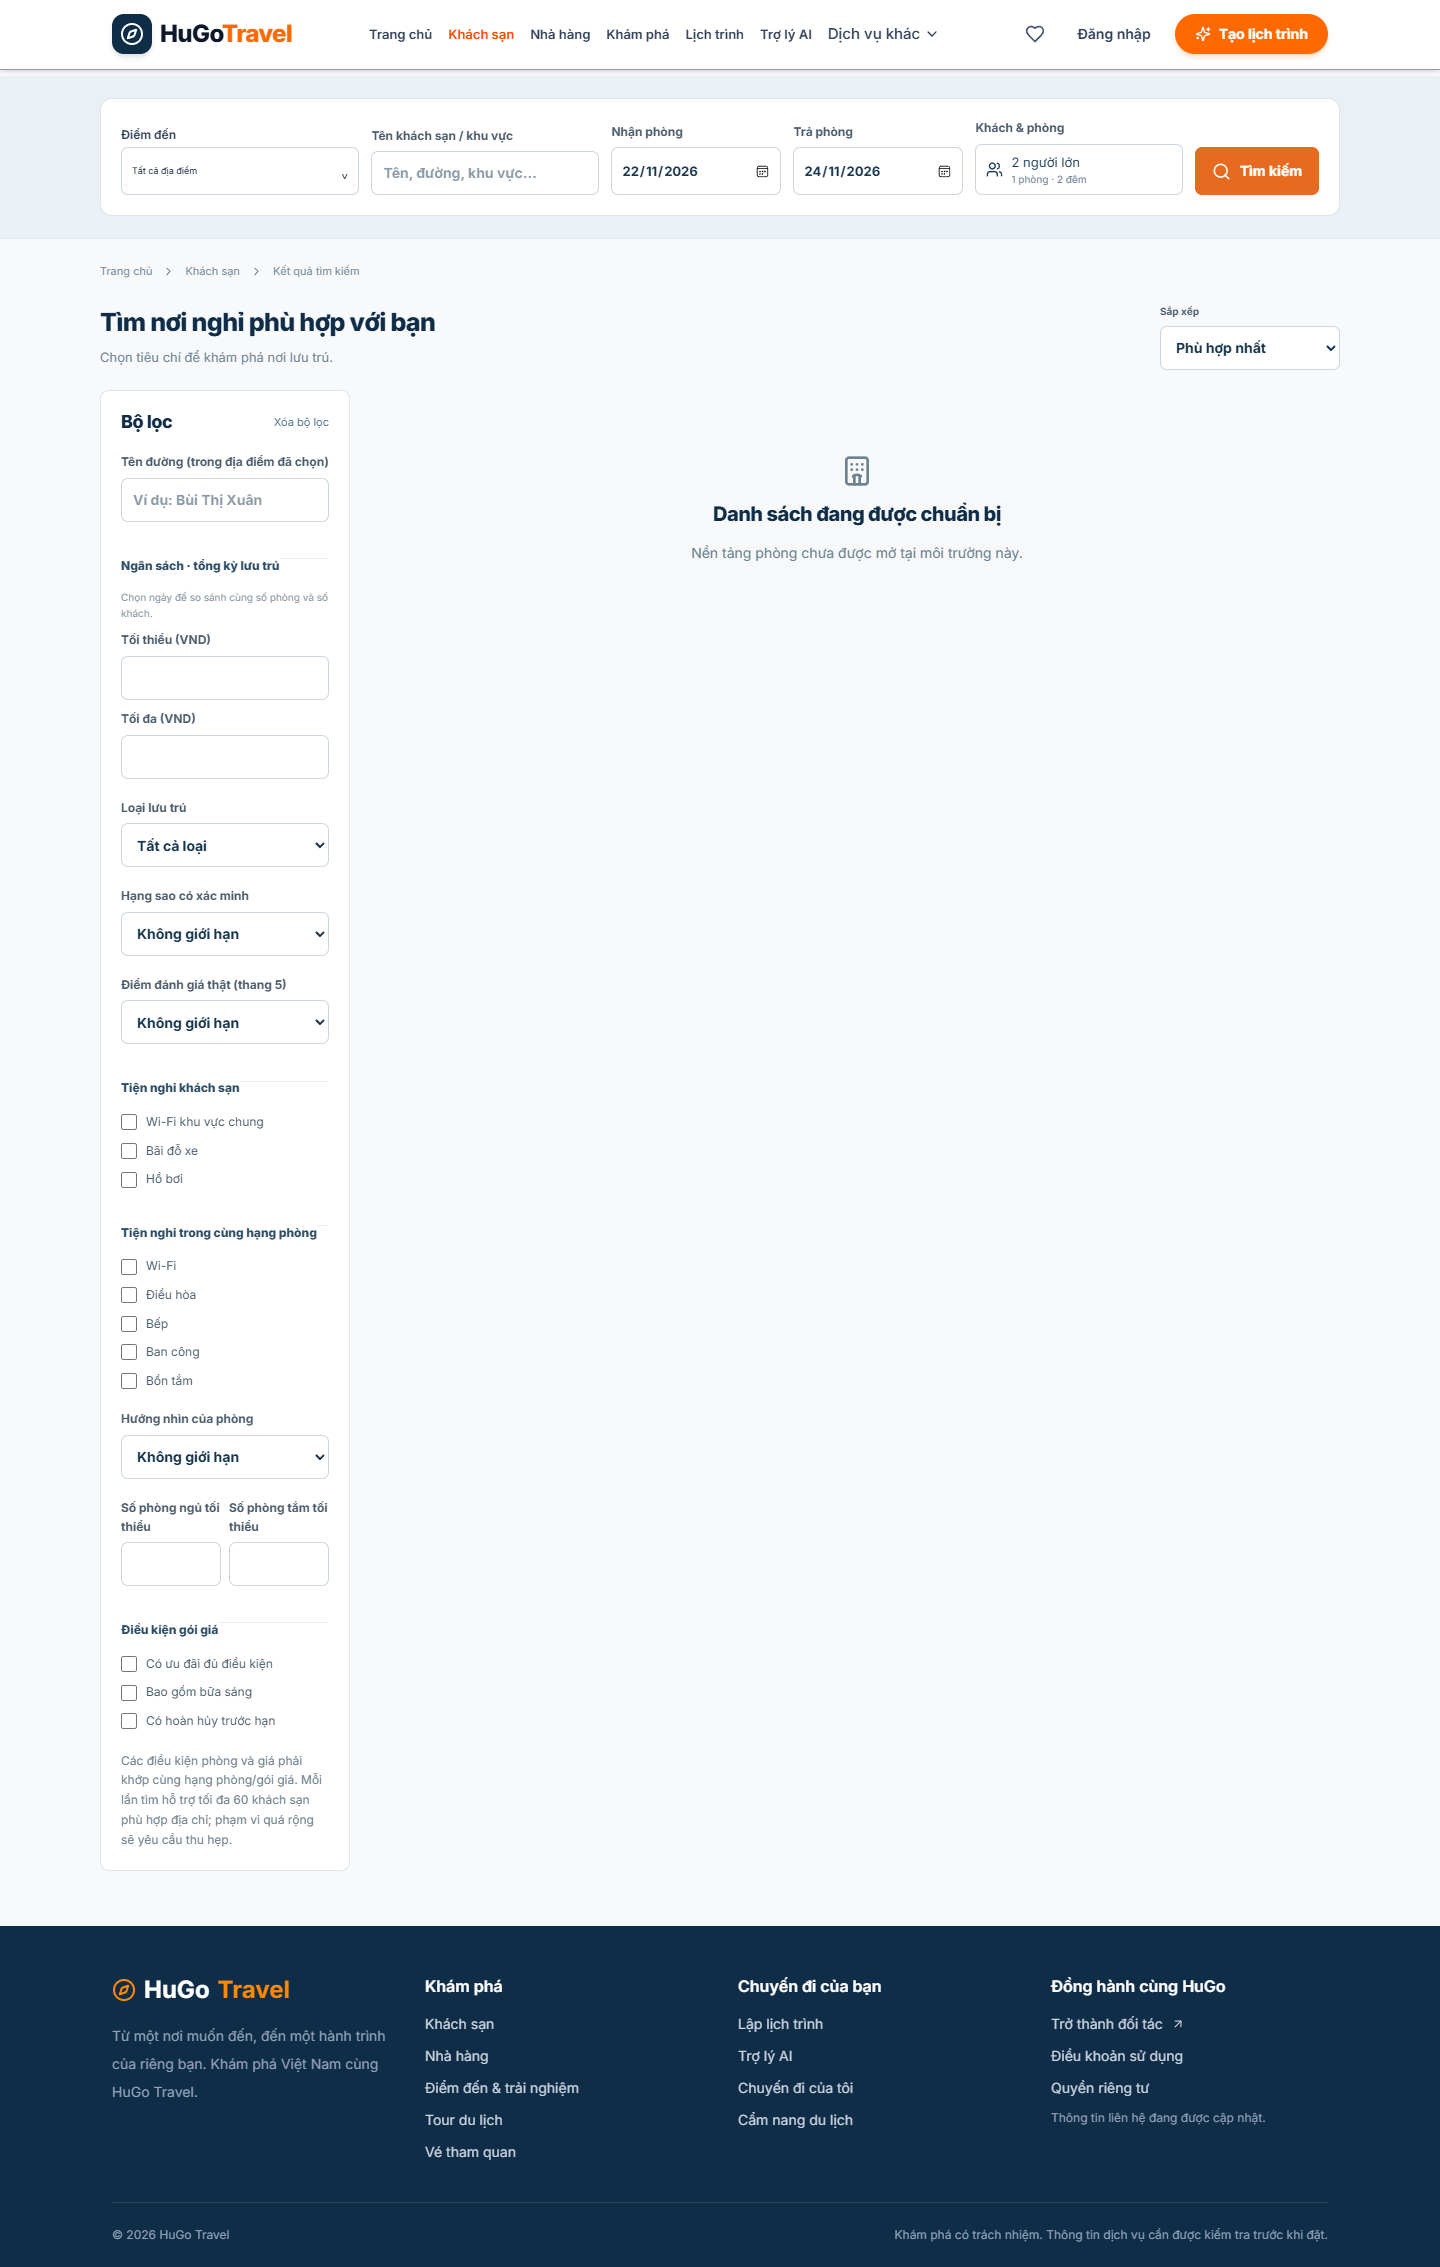 HuGoTravel
Trang chủ
Khách sạn
Nhà hàng
Khám phá
Lịch trình
Trợ lý AI
Dịch vụ khác
Đăng nhập
Tạo lịch trình
Điểm đến
Tất cả địa điểm
Tên khách sạn / khu vực
Tên, đường, khu vực...
Nhận phòng
22/11/2026
Trả phòng
24/11/2026
Khách & phòng
2 người lớn
1 phòng · 2 đêm
Tìm kiếm
Trang chủ
Khách sạn
Kết quả tìm kiếm
Tìm nơi nghỉ phù hợp với bạn
Chọn tiêu chí để khám phá nơi lưu trú.
Sắp xếp
Phù hợp nhất
Bộ lọc
Xóa bộ lọc
Tên đường (trong địa điểm đã chọn)
Ví dụ: Bùi Thị Xuân
Ngân sách · tổng kỳ lưu trú
Chọn ngày để so sánh cùng số phòng và số
khách.
Tối thiểu (VND)
Tối đa (VND)
Loại lưu trú
Tất cả loại
Hạng sao có xác minh
Không giới hạn
Điểm đánh giá thật (thang 5)
Không giới hạn
Tiện nghi khách sạn
Wi-Fi khu vực chung
Bãi đỗ xe
Hồ bơi
Tiện nghi trong cùng hạng phòng
Wi-Fi
Điều hòa
Bếp
Ban công
Bồn tắm
Hướng nhìn của phòng
Không giới hạn
Số phòng ngủ tối
thiểu
Số phòng tắm tối
thiểu
Điều kiện gói giá
Có ưu đãi đủ điều kiện
Bao gồm bữa sáng
Có hoàn hủy trước hạn
Các điều kiện phòng và giá phải
khớp cùng hạng phòng/gói giá. Mỗi
lần tìm hỗ trợ tối đa 60 khách sạn
phù hợp địa chỉ; phạm vi quá rộng
sẽ yêu cầu thu hẹp.
Danh sách đang được chuẩn bị
Nền tảng phòng chưa được mở tại môi trường này.
HuGo Travel
Từ một nơi muốn đến, đến một hành trình
của riêng bạn. Khám phá Việt Nam cùng
HuGo Travel.
Khám phá
Khách sạn
Nhà hàng
Điểm đến & trải nghiệm
Tour du lịch
Vé tham quan
Chuyến đi của bạn
Lập lịch trình
Trợ lý AI
Chuyến đi của tôi
Cẩm nang du lịch
Đồng hành cùng HuGo
Trở thành đối tác
Điều khoản sử dụng
Quyền riêng tư
Thông tin liên hệ đang được cập nhật.
© 2026 HuGo Travel
Khám phá có trách nhiệm. Thông tin dịch vụ cần được kiểm tra trước khi đặt.